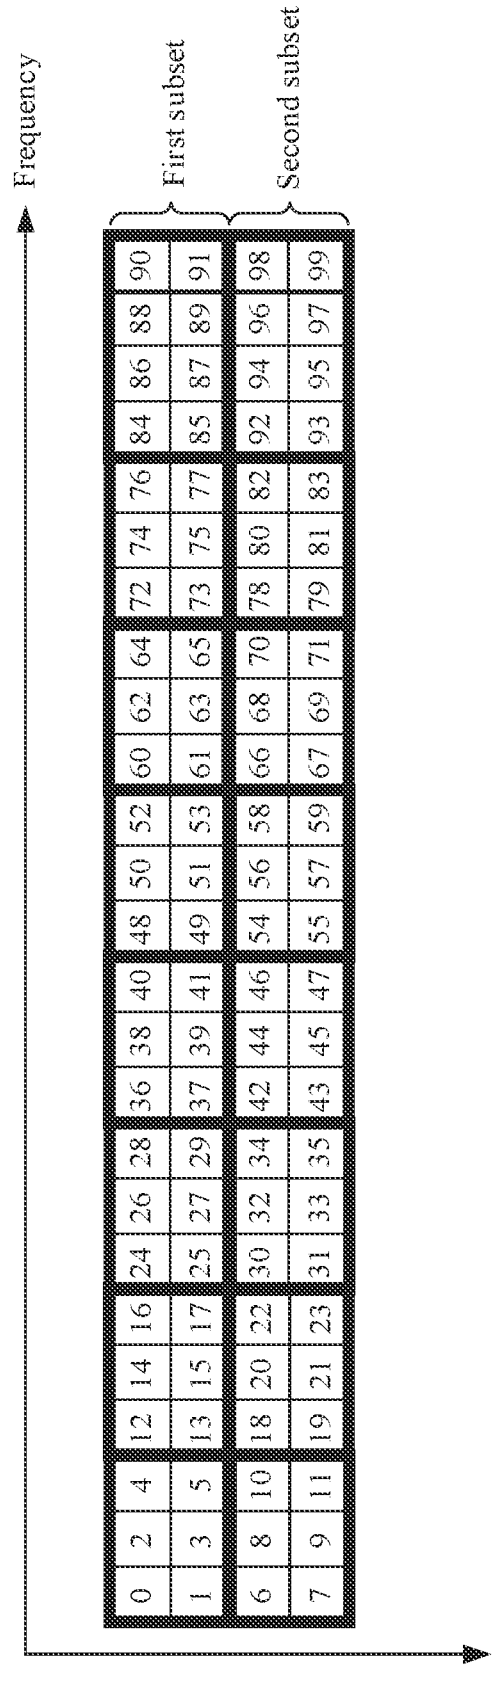 Frequency
0 2 4 12 14 16 24 26 28 36 38 40 48 50 52 60 62 64 72 74 76 84 86 88 90
1 3 5 13 15 17 25 27 29 37 39 41 49 51 53 61 63 65 73 75 77 85 87 89 91
First subset
6 8 10 18 20 22 30 32 34 42 44 46 54 56 58 66 68 70 78 80 82 92 94 96 98
7 9 11 19 21 23 31 33 35 43 45 47 55 57 59 67 69 71 79 81 83 93 95 97 99
Second subset